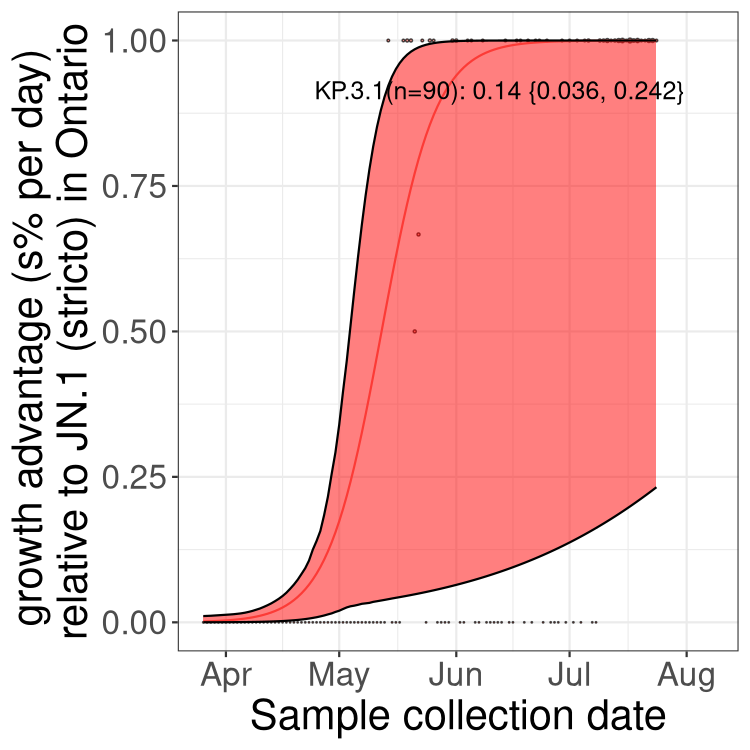 growth advantage (s% per day)
relative to JN.1 (stricto) in Ontario
1.00
0.75
0.50
0.25
0.00
KP.3.1(n=90): 0.14 {0.036, 0.242}
Apr May Jun Jul Aug
Sample collection date